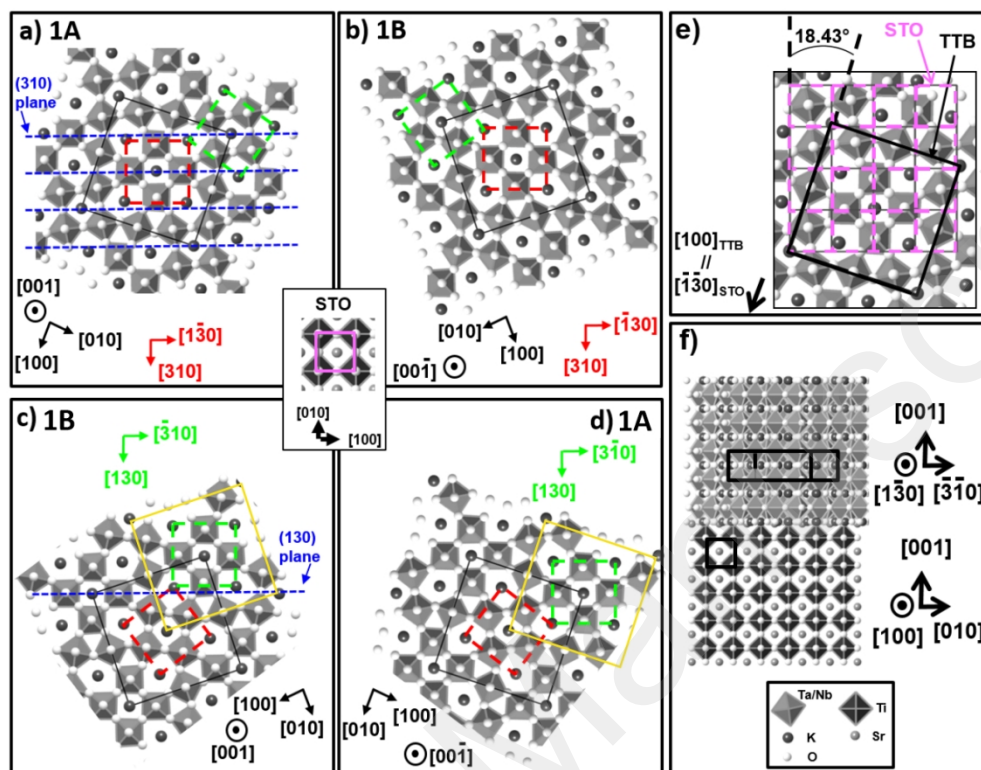 a) 1A
(310)
plane
[001]
[010]
[100]
[13̄0]
[310]
b) 1B
[010]
[100]
[001̄]
[1̄30]
[310]
STO
[010]
[100]
c) 1B
[3̄10]
[130]
(130)
plane
[100]
[010]
[001]
d) 1A
[31̄0]
[130]
[100]
[010]
[001̄]
e)
18.43°
STO
TTB
[100]TTB
//
[1̄3̄0]STO
f)
[001]
[13̄0] [3̄1̄0]
[001]
[100] [010]
Ta/Nb
Ti
K
Sr
O